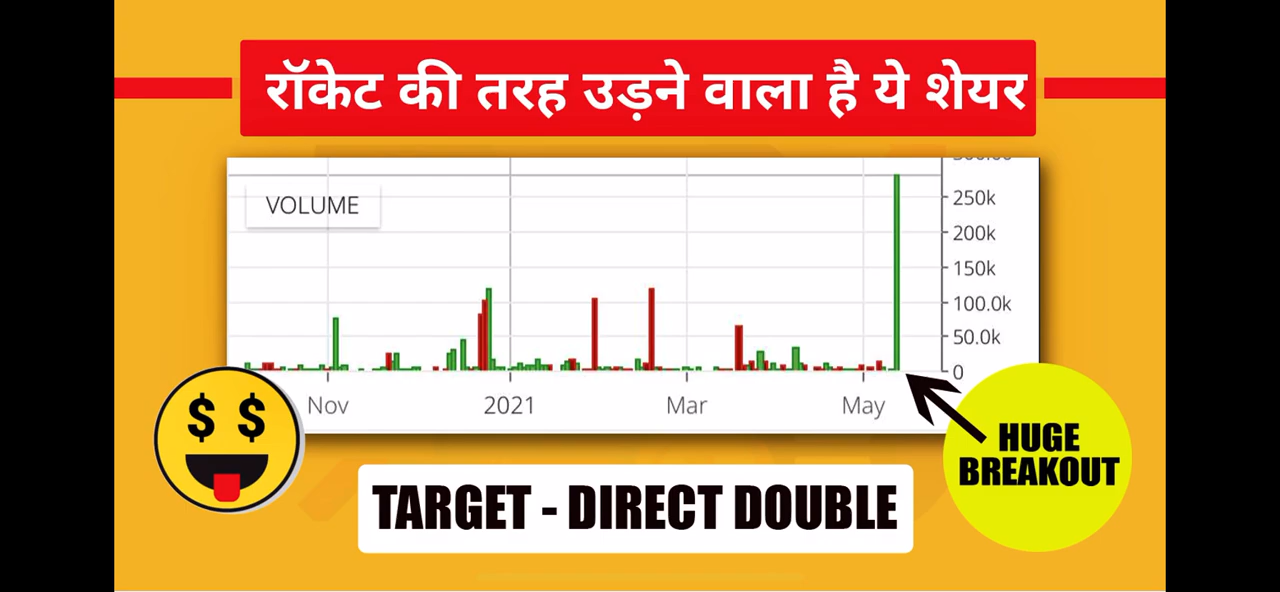 रॉकेट की तरह उड़ने वाला है ये शेयर
VOLUME
250k
200k
150k
100.0k
50.0k
0
Nov
2021
Mar
May
$ $
HUGE
BREAKOUT
TARGET - DIRECT DOUBLE